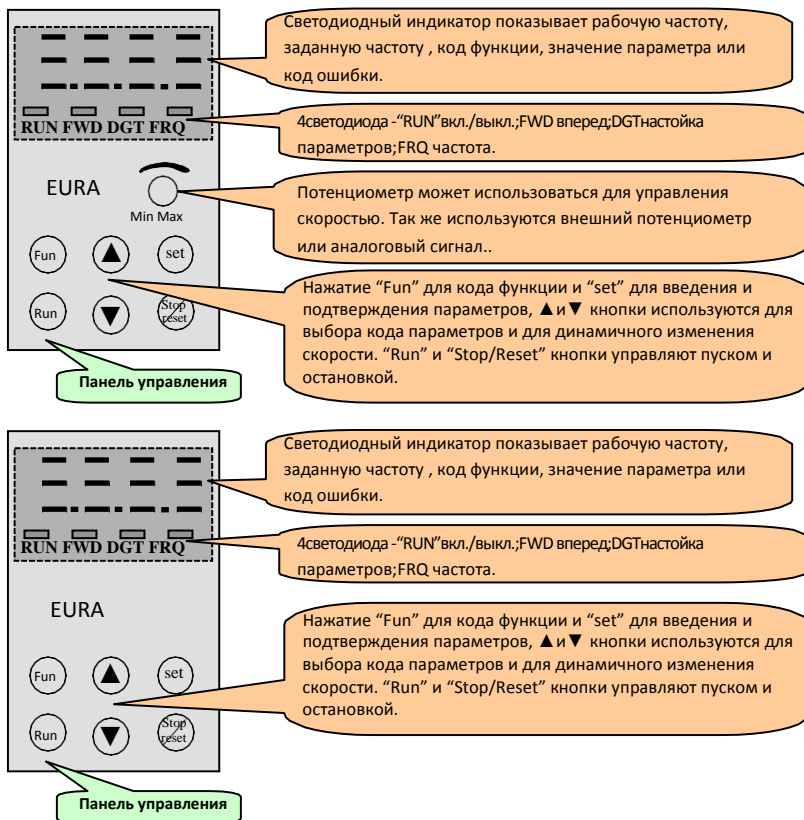 Светодиодный индикатор показывает рабочую частоту,
заданную частоту , код функции, значение параметра или
код ошибки.
RUN FWD DGT FRQ
4светодиода -“RUN”вкл./выкл.;FWD вперед;DGTнастойка
параметров;FRQ частота.
EURA
Min Max
Потенциометр может использоваться для управления
скоростью. Так же используются внешний потенциометр
или аналоговый сигнал..
Fun
▲
set
Run
▼
Stop
reset
Нажатие “Fun” для кода функции и “set” для введения и
подтверждения параметров, ▲и▼ кнопки используются для
выбора кода параметров и для динамичного изменения
скорости. “Run” и “Stop/Reset” кнопки управляют пуском и
остановкой.
Панель управления
Светодиодный индикатор показывает рабочую частоту,
заданную частоту , код функции, значение параметра или
код ошибки.
RUN FWD DGT FRQ
4светодиода -“RUN”вкл./выкл.;FWD вперед;DGTнастойка
параметров;FRQ частота.
EURA
Fun
▲
set
Run
▼
Stop
reset
Нажатие “Fun” для кода функции и “set” для введения и
подтверждения параметров, ▲и▼ кнопки используются для
выбора кода параметров и для динамичного изменения
скорости. “Run” и “Stop/Reset” кнопки управляют пуском и
остановкой.
Панель управления